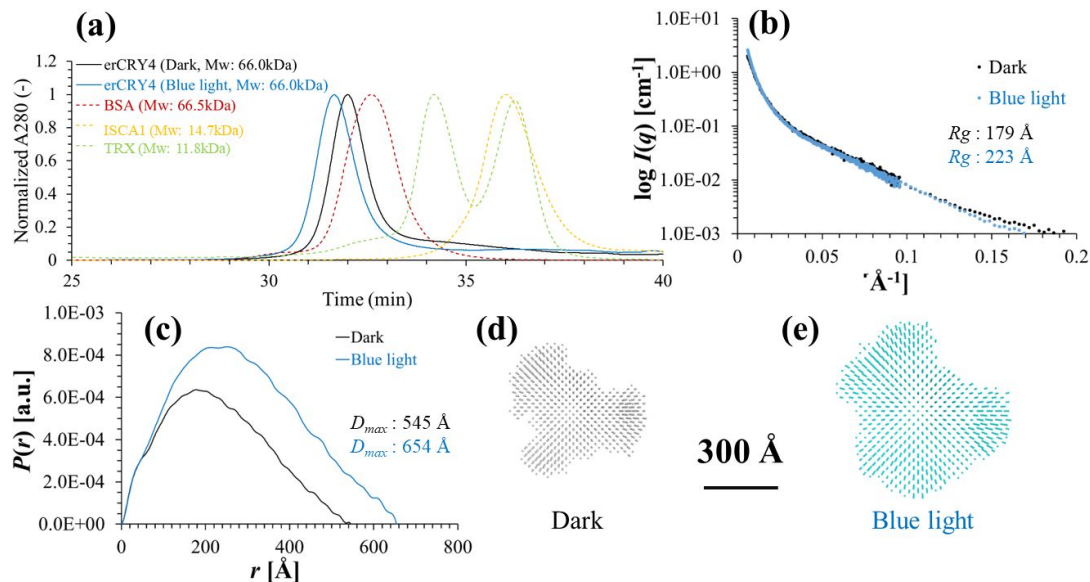 (a)
Normalized A280 (-)
1.2
1
0.8
0.6
0.4
0.2
0
erCRY4 (Dark, Mw: 66.0kDa)
erCRY4 (Blue light, Mw: 66.0kDa)
BSA (Mw: 66.5kDa)
ISCA1 (Mw: 14.7kDa)
TRX (Mw: 11.8kDa)
25 30 35 40
Time (min)
(b)
log I(q) [cm⁻¹]
1.0E+01
1.0E+00
1.0E-01
1.0E-02
1.0E-03
Dark
Blue light
Rg : 179 Å
Rg : 223 Å
0 0.05 0.1 0.15 0.2
Å⁻¹]
(c)
P(r) [a.u.]
1.0E-03
8.0E-04
6.0E-04
4.0E-04
2.0E-04
0.0E+00
Dark
Blue light
Dmax : 545 Å
Dmax : 654 Å
0 200 400 600 800
r [Å]
(d)
Dark
300 Å
(e)
Blue light